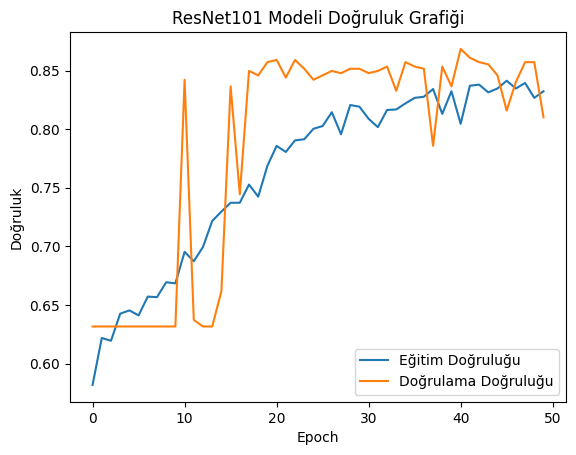 ResNet101 Modeli Doğruluk Grafiği
Doğruluk
0.85
0.80
0.75
0.70
0.65
0.60
0
10
20
30
40
50
Epoch
Eğitim Doğruluğu
Doğrulama Doğruluğu